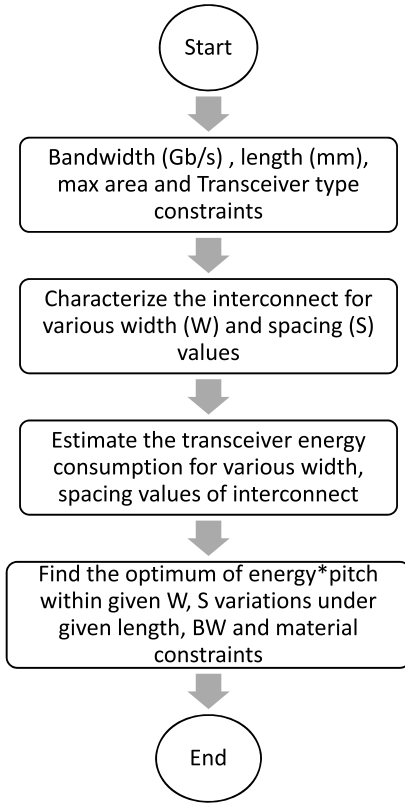 Start
Bandwidth (Gb/s) , length (mm),
max area and Transceiver type
constraints
Characterize the interconnect for
various width (W) and spacing (S)
values
Estimate the transceiver energy
consumption for various width,
spacing values of interconnect
Find the optimum of energy*pitch
within given W, S variations under
given length, BW and material
constraints
End